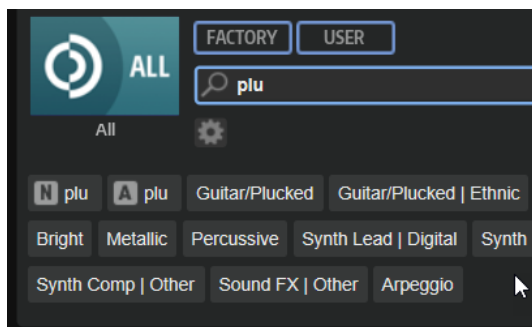 FACTORY USER
ALL
plu
All
N plu A plu Guitar/Plucked Guitar/Plucked | Ethnic
Bright Metallic Percussive Synth Lead | Digital Synth
Synth Comp | Other Sound FX | Other Arpeggio